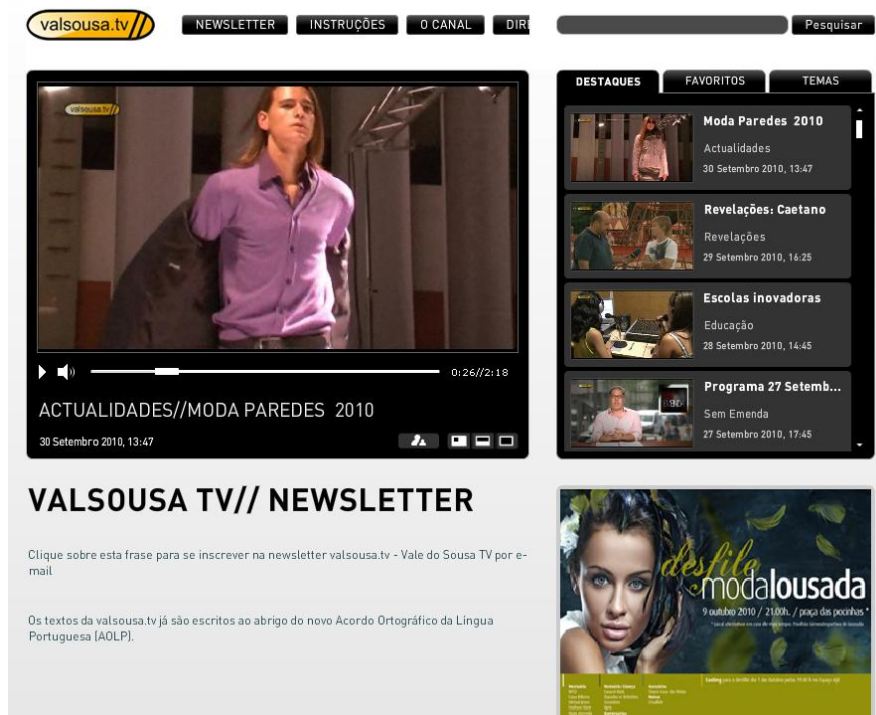 valsousa.tv//
NEWSLETTER
INSTRUÇÕES
O CANAL
DIRE
Pesquisar
valsousa.tv//
0:26//2:18
ACTUALIDADES//MODA PAREDES 2010
30 Setembro 2010, 13:47
DESTAQUES
FAVORITOS
TEMAS
Moda Paredes 2010
Actualidades
30 Setembro 2010, 13:47
Revelações: Caetano
Revelações
29 Setembro 2010, 16:25
Escolas inovadoras
Educação
28 Setembro 2010, 14:45
Programa 27 Setemb...
Sem Emenda
27 Setembro 2010, 17:45
VALSOUSA TV// NEWSLETTER
Clique sobre esta frase para se inscrever na newsletter valsousa.tv - Vale do Sousa TV por e-
mail
Os textos da valsousa.tv já são escritos ao abrigo do novo Acordo Ortográfico da Língua
Portuguesa (AOLP).
desfile
modalousada
9 outubro 2010 / 21.00h. / praça das pocinhas *